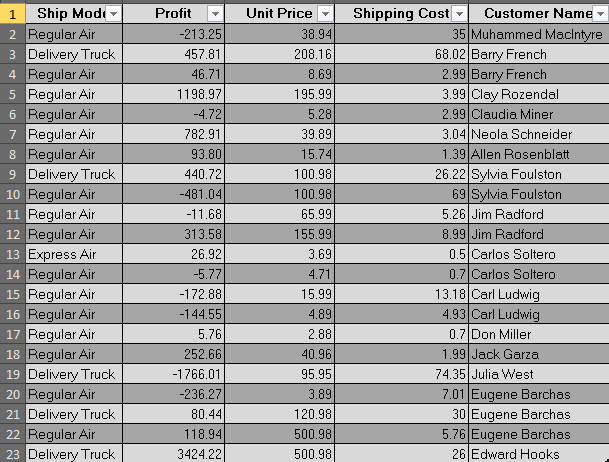 1 Ship Mod Profit Unit Price Shipping Cost Customer Name
2 Regular Air -213.25 38.94 35 Muhammed MacIntyre
3 Delivery Truck 457.81 208.16 68.02 Barry French
4 Regular Air 46.71 8.69 2.99 Barry French
5 Regular Air 1198.97 195.99 3.99 Clay Rozendal
6 Regular Air -4.72 5.28 2.99 Claudia Miner
7 Regular Air 782.91 39.89 3.04 Neola Schneider
8 Regular Air 93.80 15.74 1.39 Allen Rosenblatt
9 Delivery Truck 440.72 100.98 26.22 Sylvia Foulston
10 Regular Air -481.04 100.98 69 Sylvia Foulston
11 Regular Air -11.68 65.99 5.26 Jim Radford
12 Regular Air 313.58 155.99 8.99 Jim Radford
13 Express Air 26.92 3.69 0.5 Carlos Soltero
14 Regular Air -5.77 4.71 0.7 Carlos Soltero
15 Regular Air -172.88 15.99 13.18 Carl Ludwig
16 Regular Air -144.55 4.89 4.93 Carl Ludwig
17 Regular Air 5.76 2.88 0.7 Don Miller
18 Regular Air 252.66 40.96 1.99 Jack Garza
19 Delivery Truck -1766.01 95.95 74.35 Julia West
20 Regular Air -236.27 3.89 7.01 Eugene Barchas
21 Delivery Truck 80.44 120.98 30 Eugene Barchas
22 Regular Air 118.94 500.98 5.76 Eugene Barchas
23 Delivery Truck 3424.22 500.98 26 Edward Hooks